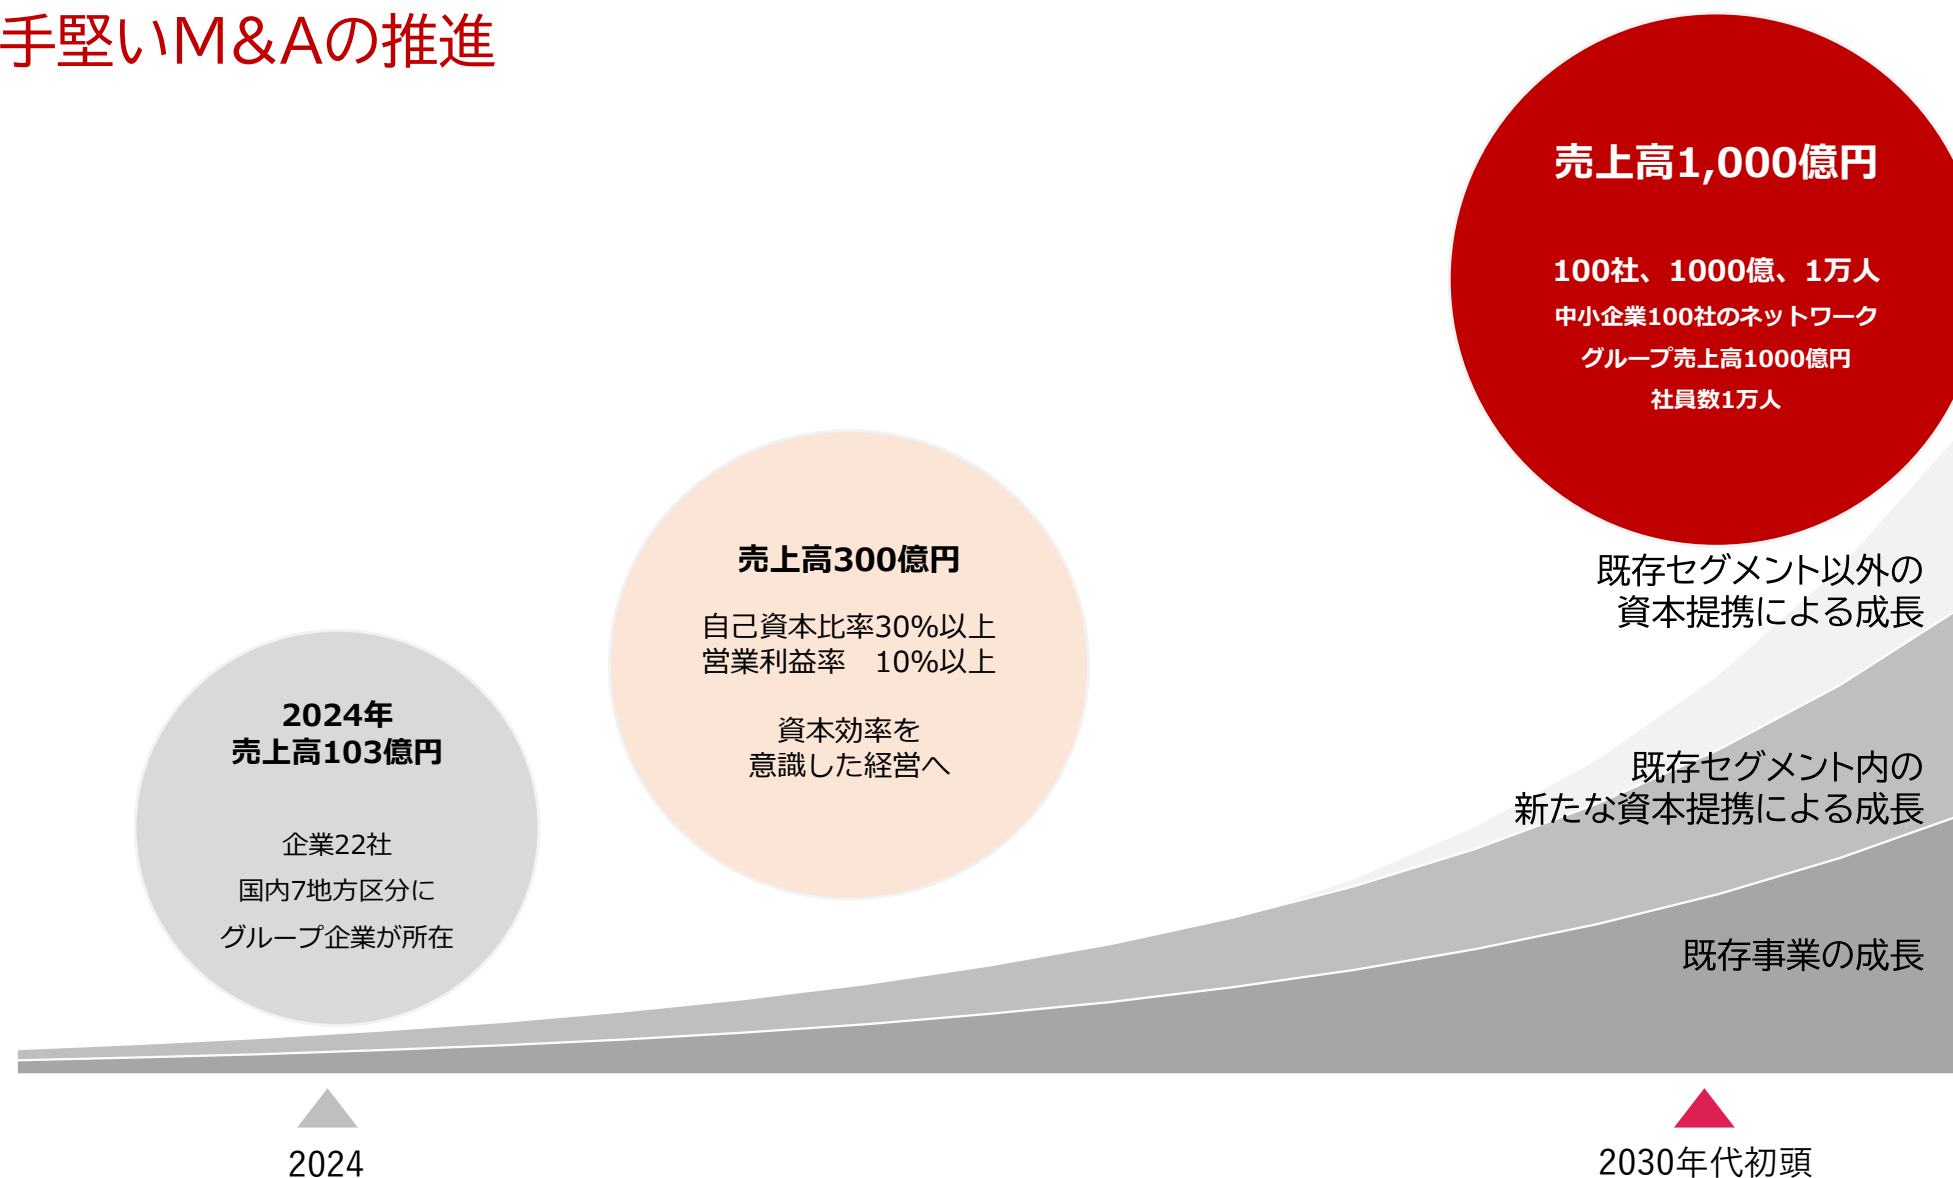 手堅いM&Aの推進
売上高1,000億円
100社、1000億、1万人
中小企業100社のネットワーク
グループ売上高1000億円
社員数1万人
売上高300億円
自己資本比率30%以上
営業利益率　10%以上
資本効率を
意識した経営へ
2024年
売上高103億円
企業22社
国内7地方区分に
グループ企業が所在
既存セグメント以外の
資本提携による成長
既存セグメント内の
新たな資本提携による成長
既存事業の成長
2024
2030年代初頭